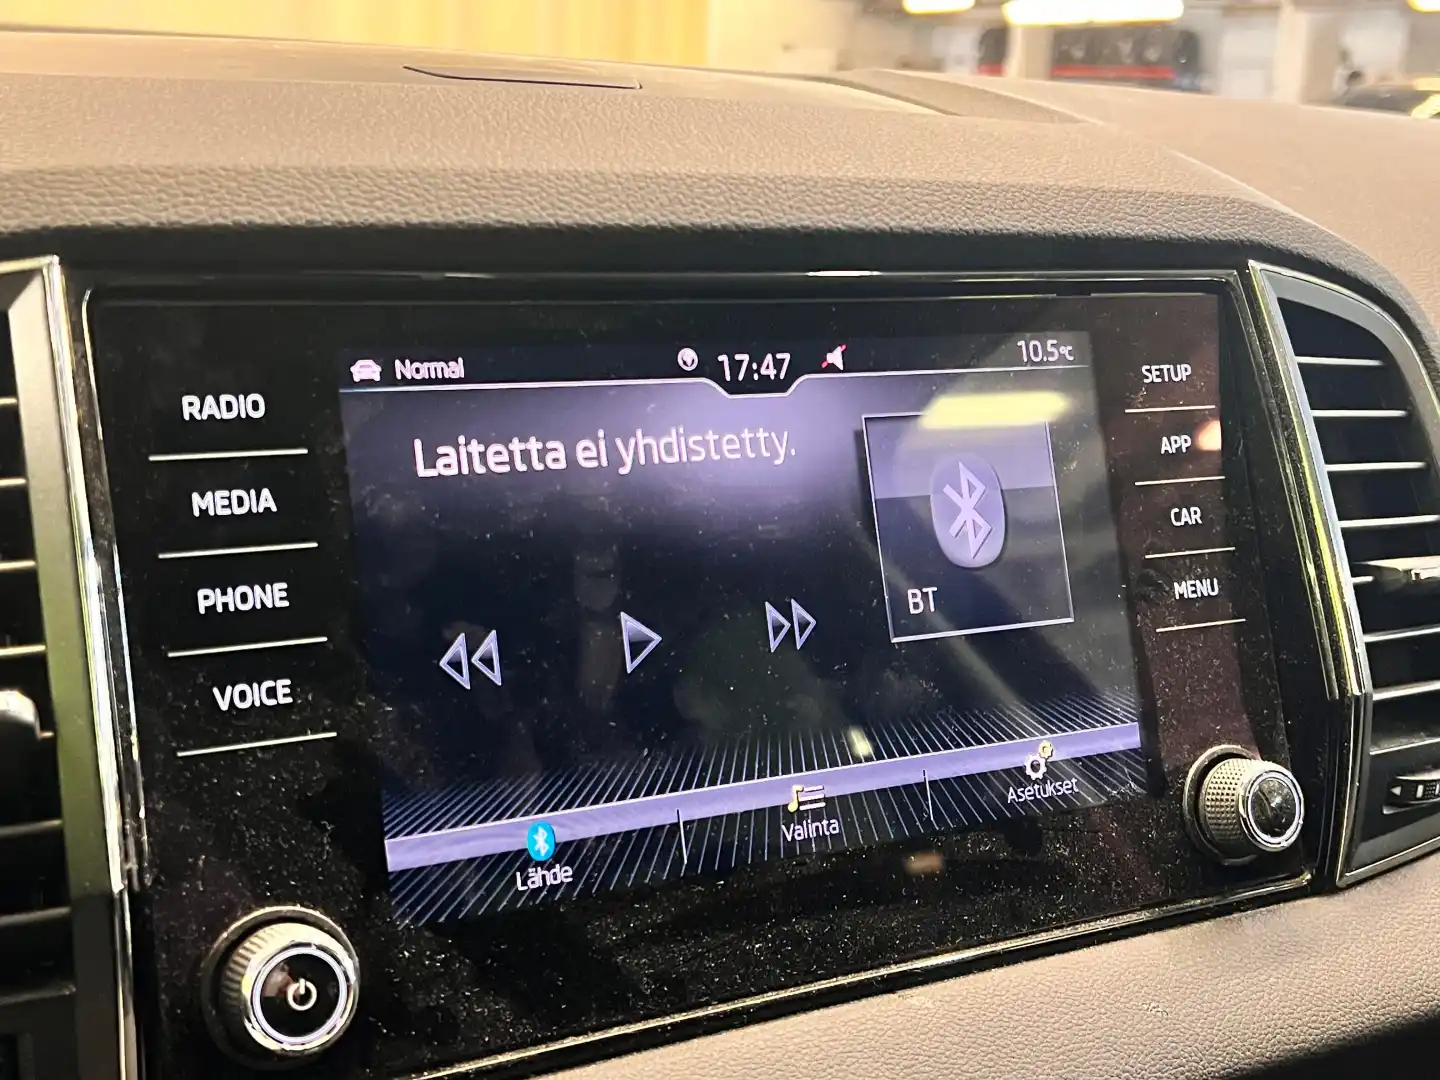 Normal 17:47 10.5°C
RADIO
MEDIA
PHONE
VOICE
Laitetta ei yhdistetty.
BT
Lähde
Valinta
Asetukset
SETUP
APP
CAR
MENU